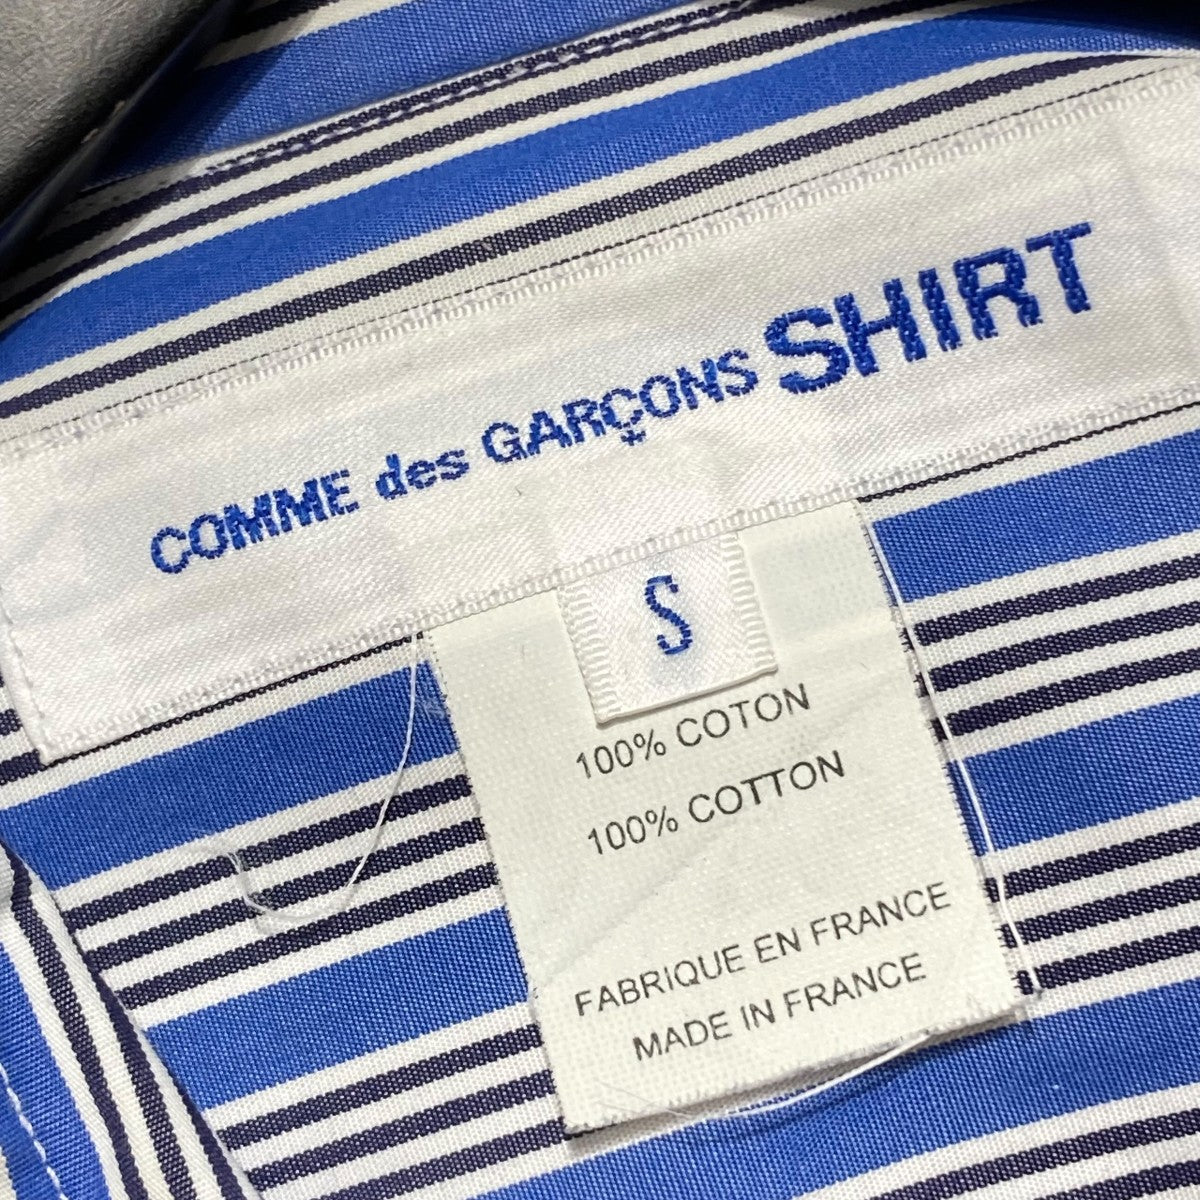 COMME des GARÇONS SHIRT
S
100% COTON
100% COTTON
FABRIQUE EN FRANCE
MADE IN FRANCE